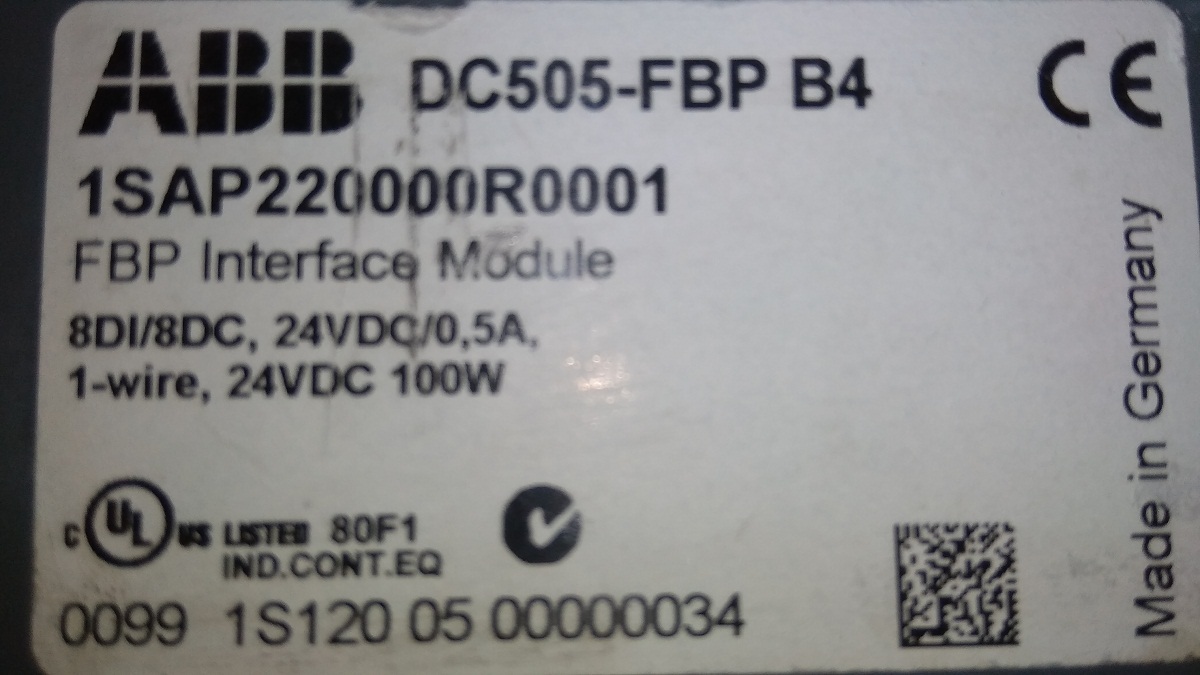 ABB DC505-FBP B4 CE
1SAP220000R0001
FBP Interface Module
8DI/8DC, 24VDC/0,5A,
1-wire, 24VDC 100W
C UL US LISTED 80F1
IND.CONT.EQ
0099 1S120 05 00000034
Made in Germany